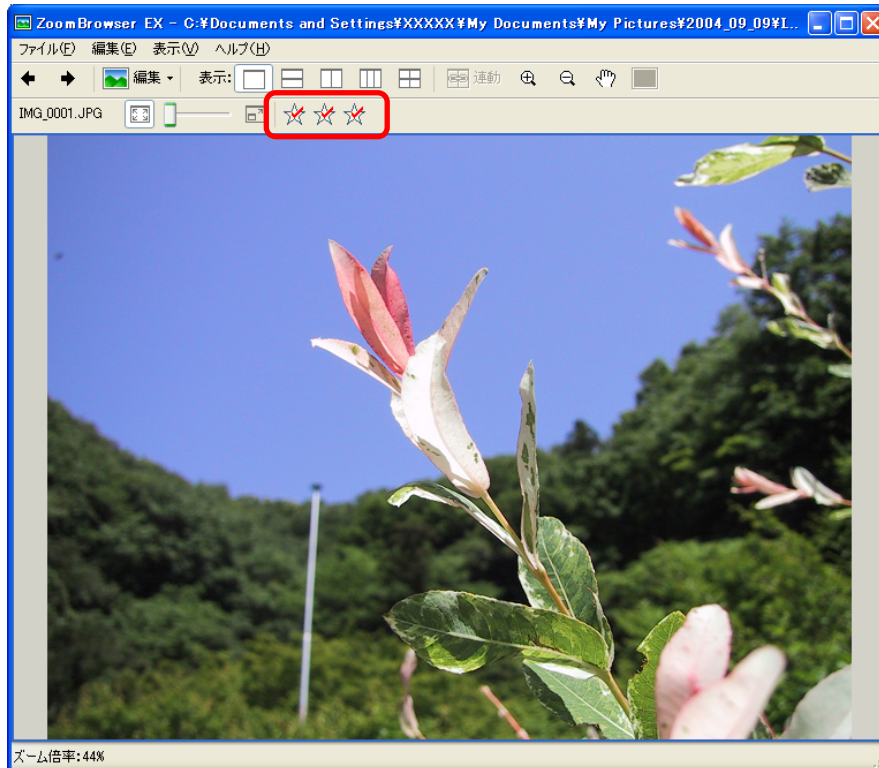 ZoomBrowser EX - C:¥Documents and Settings¥XXXXX¥My Documents¥My Pictures¥2004_09_09¥I...
ファイル(F) 編集(E) 表示(V) ヘルプ(H)
編集 表示: 連動
IMG_0001.JPG
ズーム倍率:44%